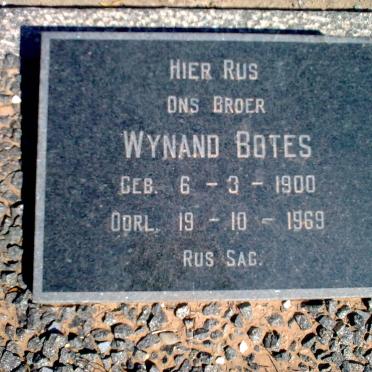 HIER RUS
ONS BROER
WYNAND BOTES
GEB. 6 - 3 - 1900
OORL. 19 - 10 - 1969
RUS SAG.